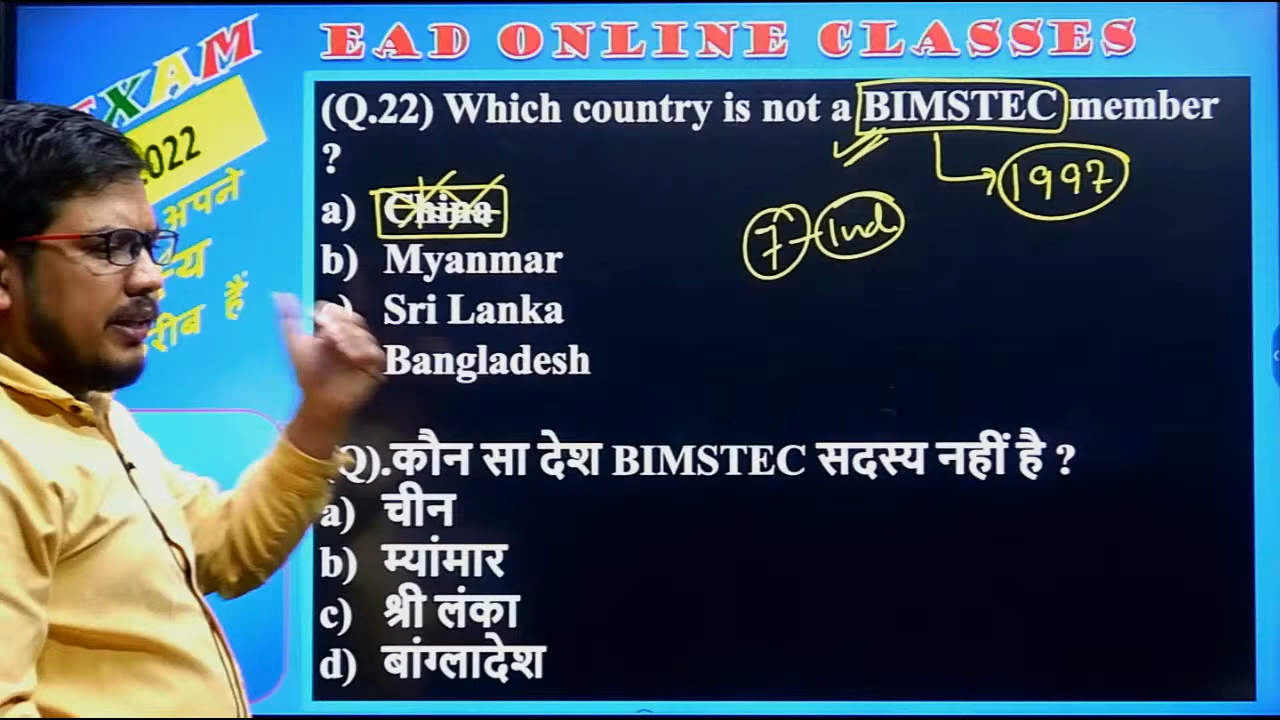 EAD ONLINE CLASSES
EXAM
2022
अपने
रीब हैं
(Q.22) Which country is not a BIMSTEC member
?
1997
a) China
7 - Ind
b) Myanmar
c) Sri Lanka
Bangladesh
Q).कौन सा देश BIMSTEC सदस्य नहीं है ?
a) चीन
b) म्यांमार
c) श्री लंका
d) बांग्लादेश